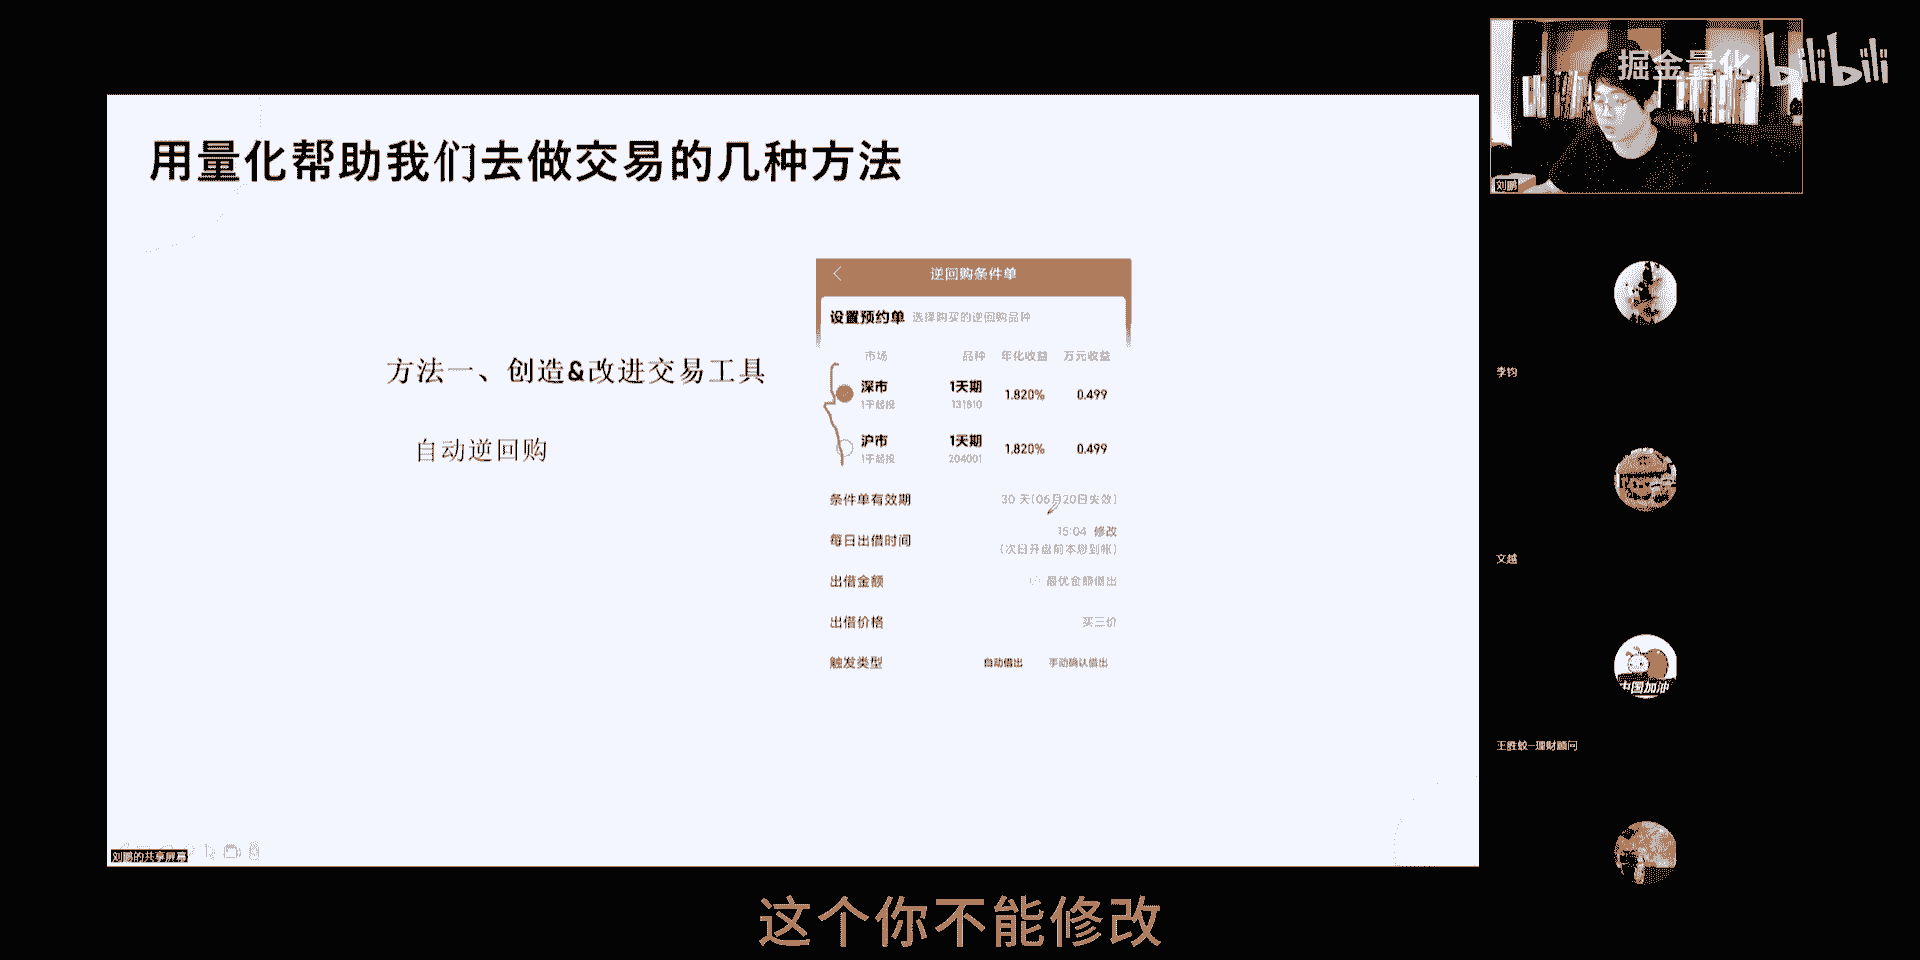 掘金量化 bilibili
刘鹏
用量化帮助我们去做交易的几种方法
方法一、创造&改进交易工具
自动逆回购
逆回购条件单
设置预约单 选择购买的逆回购品种
市场 品种 年化收益 万元收益
深市 1天期 1.820% 0.499
1千起投 131810
沪市 1天期 1.820% 0.499
1千起投 204001
条件单有效期 30 天(06月20日失效)
每日出借时间 15:04 修改
(次日开盘前本息到帐)
出借金额 最优金额借出
出借价格 买三价
触发类型 自动借出 手动确认借出
李钧
文越
中国加油
刘鹏的共享屏幕
这个你不能修改